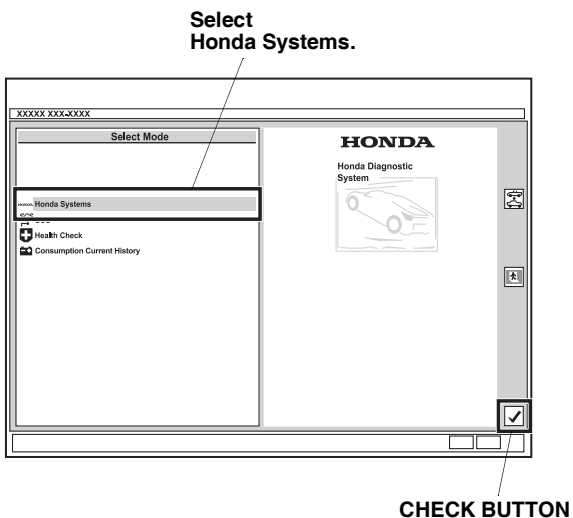 Select
Honda Systems.
XXXXX XXX-XXXX
Select Mode
HONDA
Honda Diagnostic
System
HONDA Honda Systems
Health Check
Consumption Current History
CHECK BUTTON